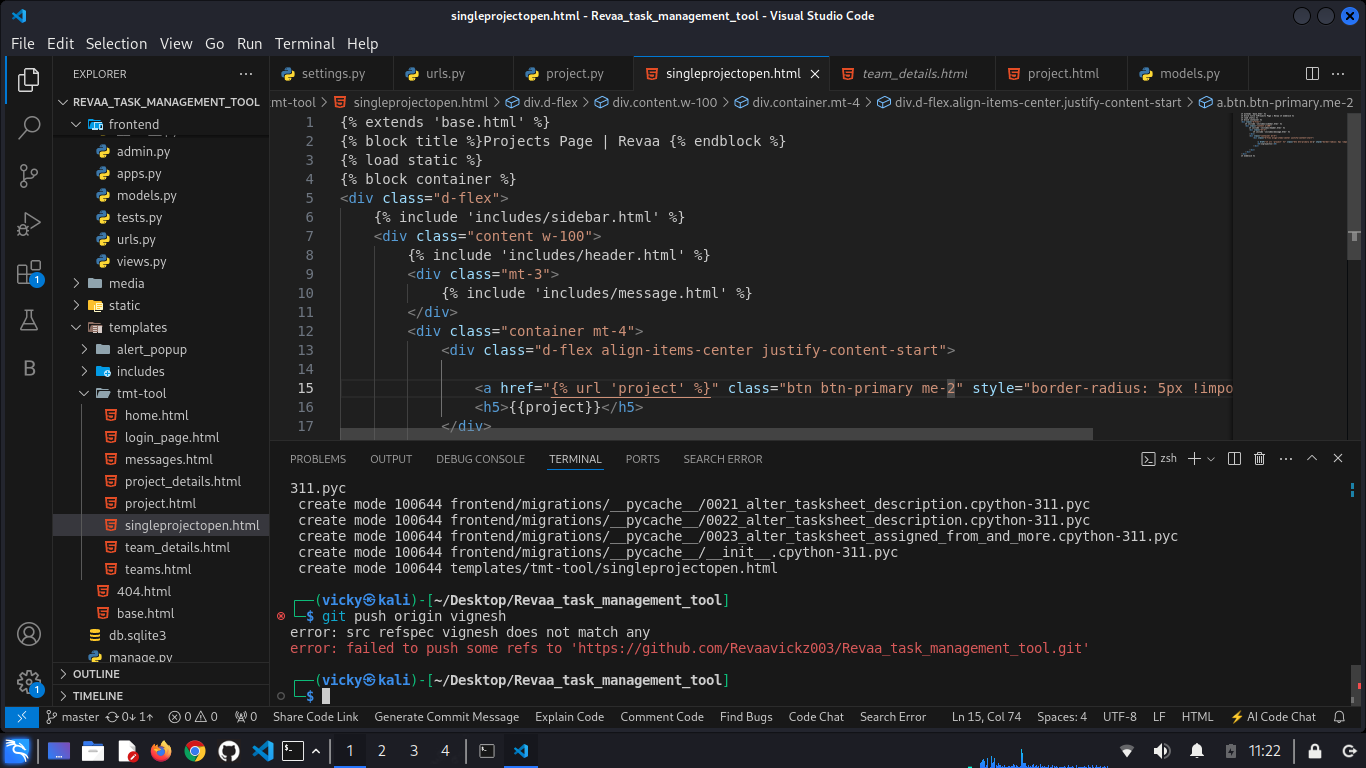 singleprojectopen.html - Revaa_task_management_tool - Visual Studio Code
File Edit Selection View Go Run Terminal Help
EXPLORER
settings.py urls.py project.py singleprojectopen.html team_details.html project.html models.py
REVAA_TASK_MANAGEMENT_TOOL
mt-tool > singleprojectopen.html > div.d-flex > div.content.w-100 > div.container.mt-4 > div.d-flex.align-items-center.justify-content-start > a.btn.btn-primary.me-2
frontend
admin.py
apps.py
models.py
tests.py
urls.py
views.py
media
static
templates
alert_popup
includes
tmt-tool
home.html
login_page.html
messages.html
project_details.html
project.html
singleprojectopen.html
team_details.html
teams.html
404.html
base.html
db.sqlite3
manage.py
OUTLINE
TIMELINE
1 {% extends 'base.html' %}
2 {% block title %}Projects Page | Revaa {% endblock %}
3 {% load static %}
4 {% block container %}
5 <div class="d-flex">
6 {% include 'includes/sidebar.html' %}
7 <div class="content w-100">
8 {% include 'includes/header.html' %}
9 <div class="mt-3">
10 {% include 'includes/message.html' %}
11 </div>
12 <div class="container mt-4">
13 <div class="d-flex align-items-center justify-content-start">
14
15 <a href="{% url 'project' %}" class="btn btn-primary me-2" style="border-radius: 5px !impo
16 <h5>{{project}}</h5>
17 </div>
PROBLEMS OUTPUT DEBUG CONSOLE TERMINAL PORTS SEARCH ERROR
zsh
311.pyc
create mode 100644 frontend/migrations/__pycache__/0021_alter_tasksheet_description.cpython-311.pyc
create mode 100644 frontend/migrations/__pycache__/0022_alter_tasksheet_description.cpython-311.pyc
create mode 100644 frontend/migrations/__pycache__/0023_alter_tasksheet_assigned_from_and_more.cpython-311.pyc
create mode 100644 frontend/migrations/__pycache__/__init__.cpython-311.pyc
create mode 100644 templates/tmt-tool/singleprojectopen.html
┌──(vicky㉿kali)-[~/Desktop/Revaa_task_management_tool]
└─$ git push origin vignesh
error: src refspec vignesh does not match any
error: failed to push some refs to 'https://github.com/Revaavickz003/Revaa_task_management_tool.git'
┌──(vicky㉿kali)-[~/Desktop/Revaa_task_management_tool]
└─$
B
1
1
master 0↓ 1↑ 0 0 0 Share Code Link Generate Commit Message Explain Code Comment Code Find Bugs Code Chat Search Error Ln 15, Col 74 Spaces: 4 UTF-8 LF HTML AI Code Chat
1 2 3 4 11:22